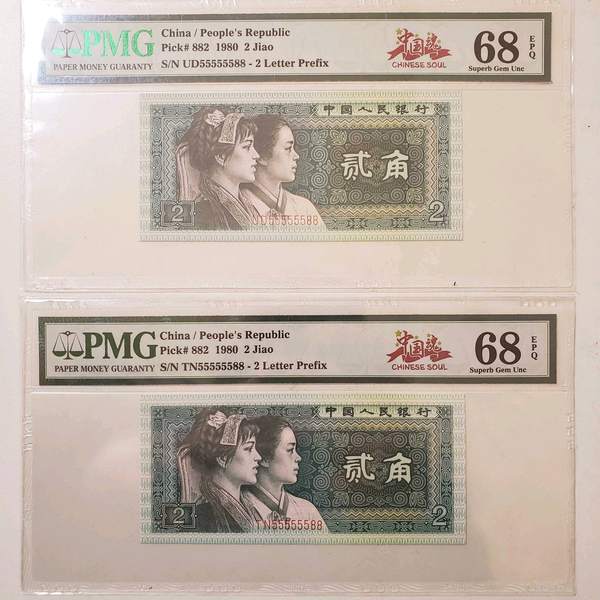 PMG
PAPER MONEY GUARANTY
China / People's Republic
Pick# 882 1980 2 Jiao
S/N UD55555588 - 2 Letter Prefix
中国魂
CHINESE SOUL
68 EPQ
Superb Gem Unc
中国人民银行
贰角
UD55555588
2
2
PMG
PAPER MONEY GUARANTY
China / People's Republic
Pick# 882 1980 2 Jiao
S/N TN55555588 - 2 Letter Prefix
中国魂
CHINESE SOUL
68 EPQ
Superb Gem Unc
中国人民银行
贰角
TN55555588
2
2